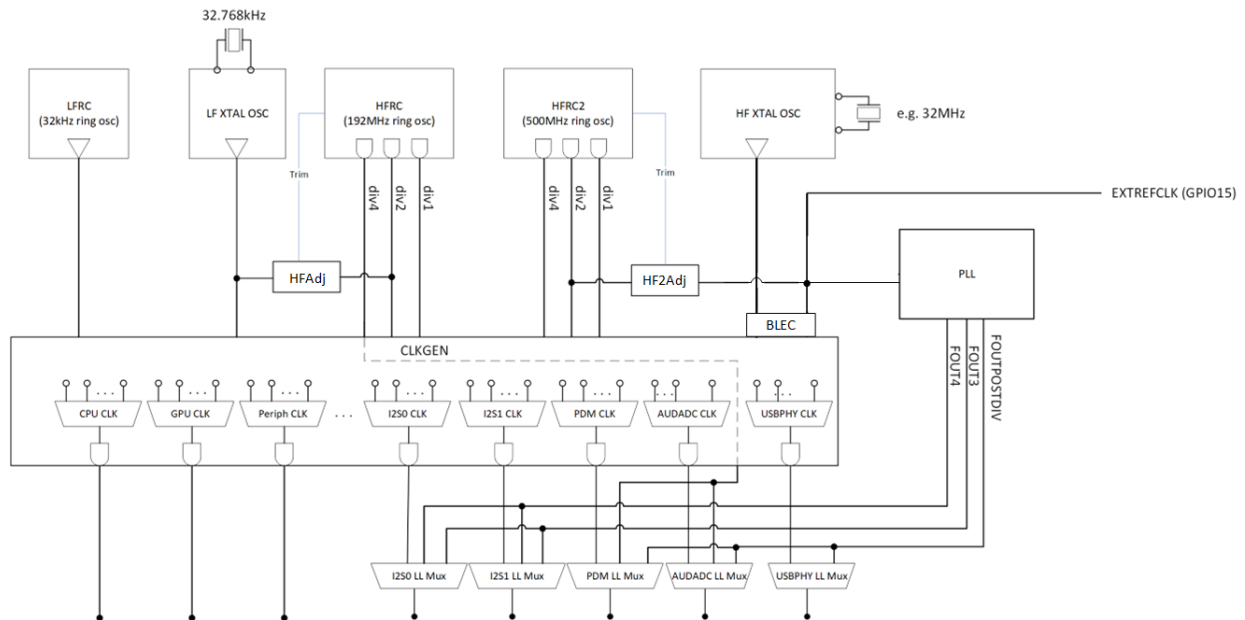 32.768kHz
LFRC
(32kHz ring osc)
LF XTAL OSC
HFRC
(192MHz ring osc)
HFRC2
(500MHz ring osc)
HF XTAL OSC
e.g. 32MHz
Trim
div4
div2
div1
Trim
div4
div2
div1
EXTREFCLK (GPIO15)
HFAdj
HF2Adj
PLL
BLEC
CLKGEN
FOUT4
FOUT3
FOUTPOSTDIV
CPU CLK
GPU CLK
Periph CLK
. . .
I2S0 CLK
I2S1 CLK
PDM CLK
AUDADC CLK
USBPHY CLK
I2S0 LL Mux
I2S1 LL Mux
PDM LL Mux
AUDADC LL Mux
USBPHY LL Mux